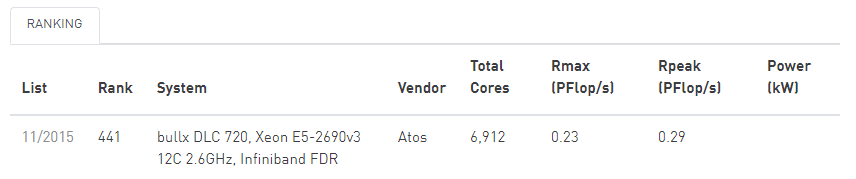 RANKING
List Rank System Vendor Total Cores Rmax (PFlop/s) Rpeak (PFlop/s) Power (kW)
11/2015 441 bullx DLC 720, Xeon E5-2690v3 Atos 6,912 0.23 0.29
12C 2.6GHz, Infiniband FDR